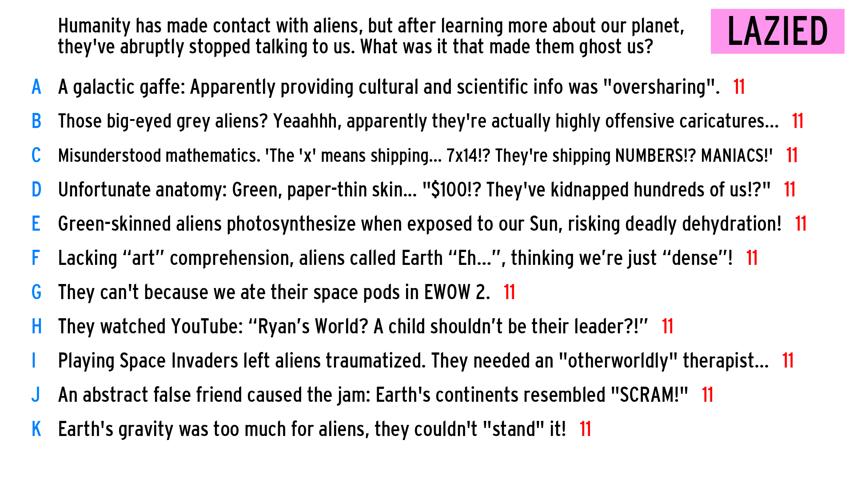 Humanity has made contact with aliens, but after learning more about our planet,
they've abruptly stopped talking to us. What was it that made them ghost us?
LAZIED
A A galactic gaffe: Apparently providing cultural and scientific info was "oversharing". 11
B Those big-eyed grey aliens? Yeaahhh, apparently they're actually highly offensive caricatures... 11
C Misunderstood mathematics. 'The 'x' means shipping... 7x14!? They're shipping NUMBERS!? MANIACS!' 11
D Unfortunate anatomy: Green, paper-thin skin... "$100!? They've kidnapped hundreds of us!?" 11
E Green-skinned aliens photosynthesize when exposed to our Sun, risking deadly dehydration! 11
F Lacking “art” comprehension, aliens called Earth “Eh...”, thinking we’re just “dense”! 11
G They can't because we ate their space pods in EWOW 2. 11
H They watched YouTube: “Ryan’s World? A child shouldn’t be their leader?!” 11
I Playing Space Invaders left aliens traumatized. They needed an "otherworldly" therapist... 11
J An abstract false friend caused the jam: Earth's continents resembled "SCRAM!" 11
K Earth's gravity was too much for aliens, they couldn't "stand" it! 11